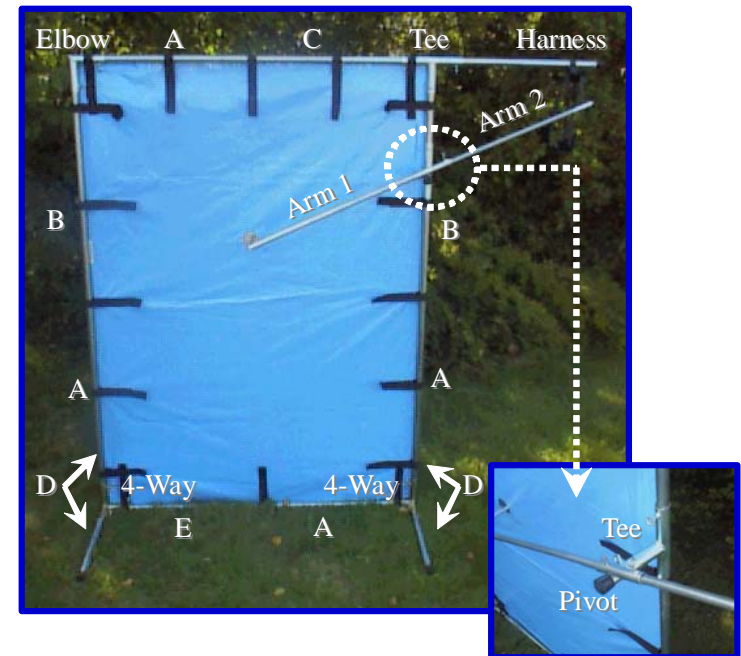 Elbow A C Tee Harness
Arm 2
Arm 1
B B
A A
D 4-Way 4-Way D
E A
Tee
Pivot